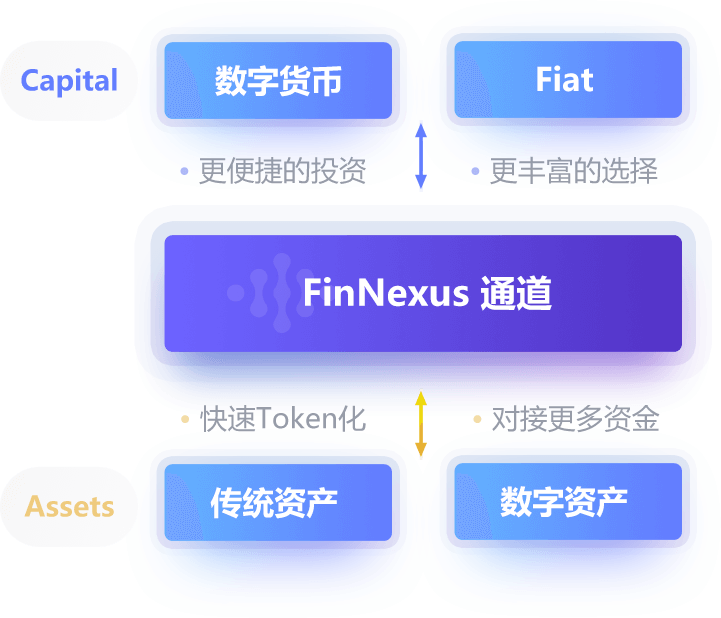 Capital
数字货币
Fiat
• 更便捷的投资
• 更丰富的选择
FinNexus 通道
• 快速Token化
• 对接更多资金
Assets
传统资产
数字资产